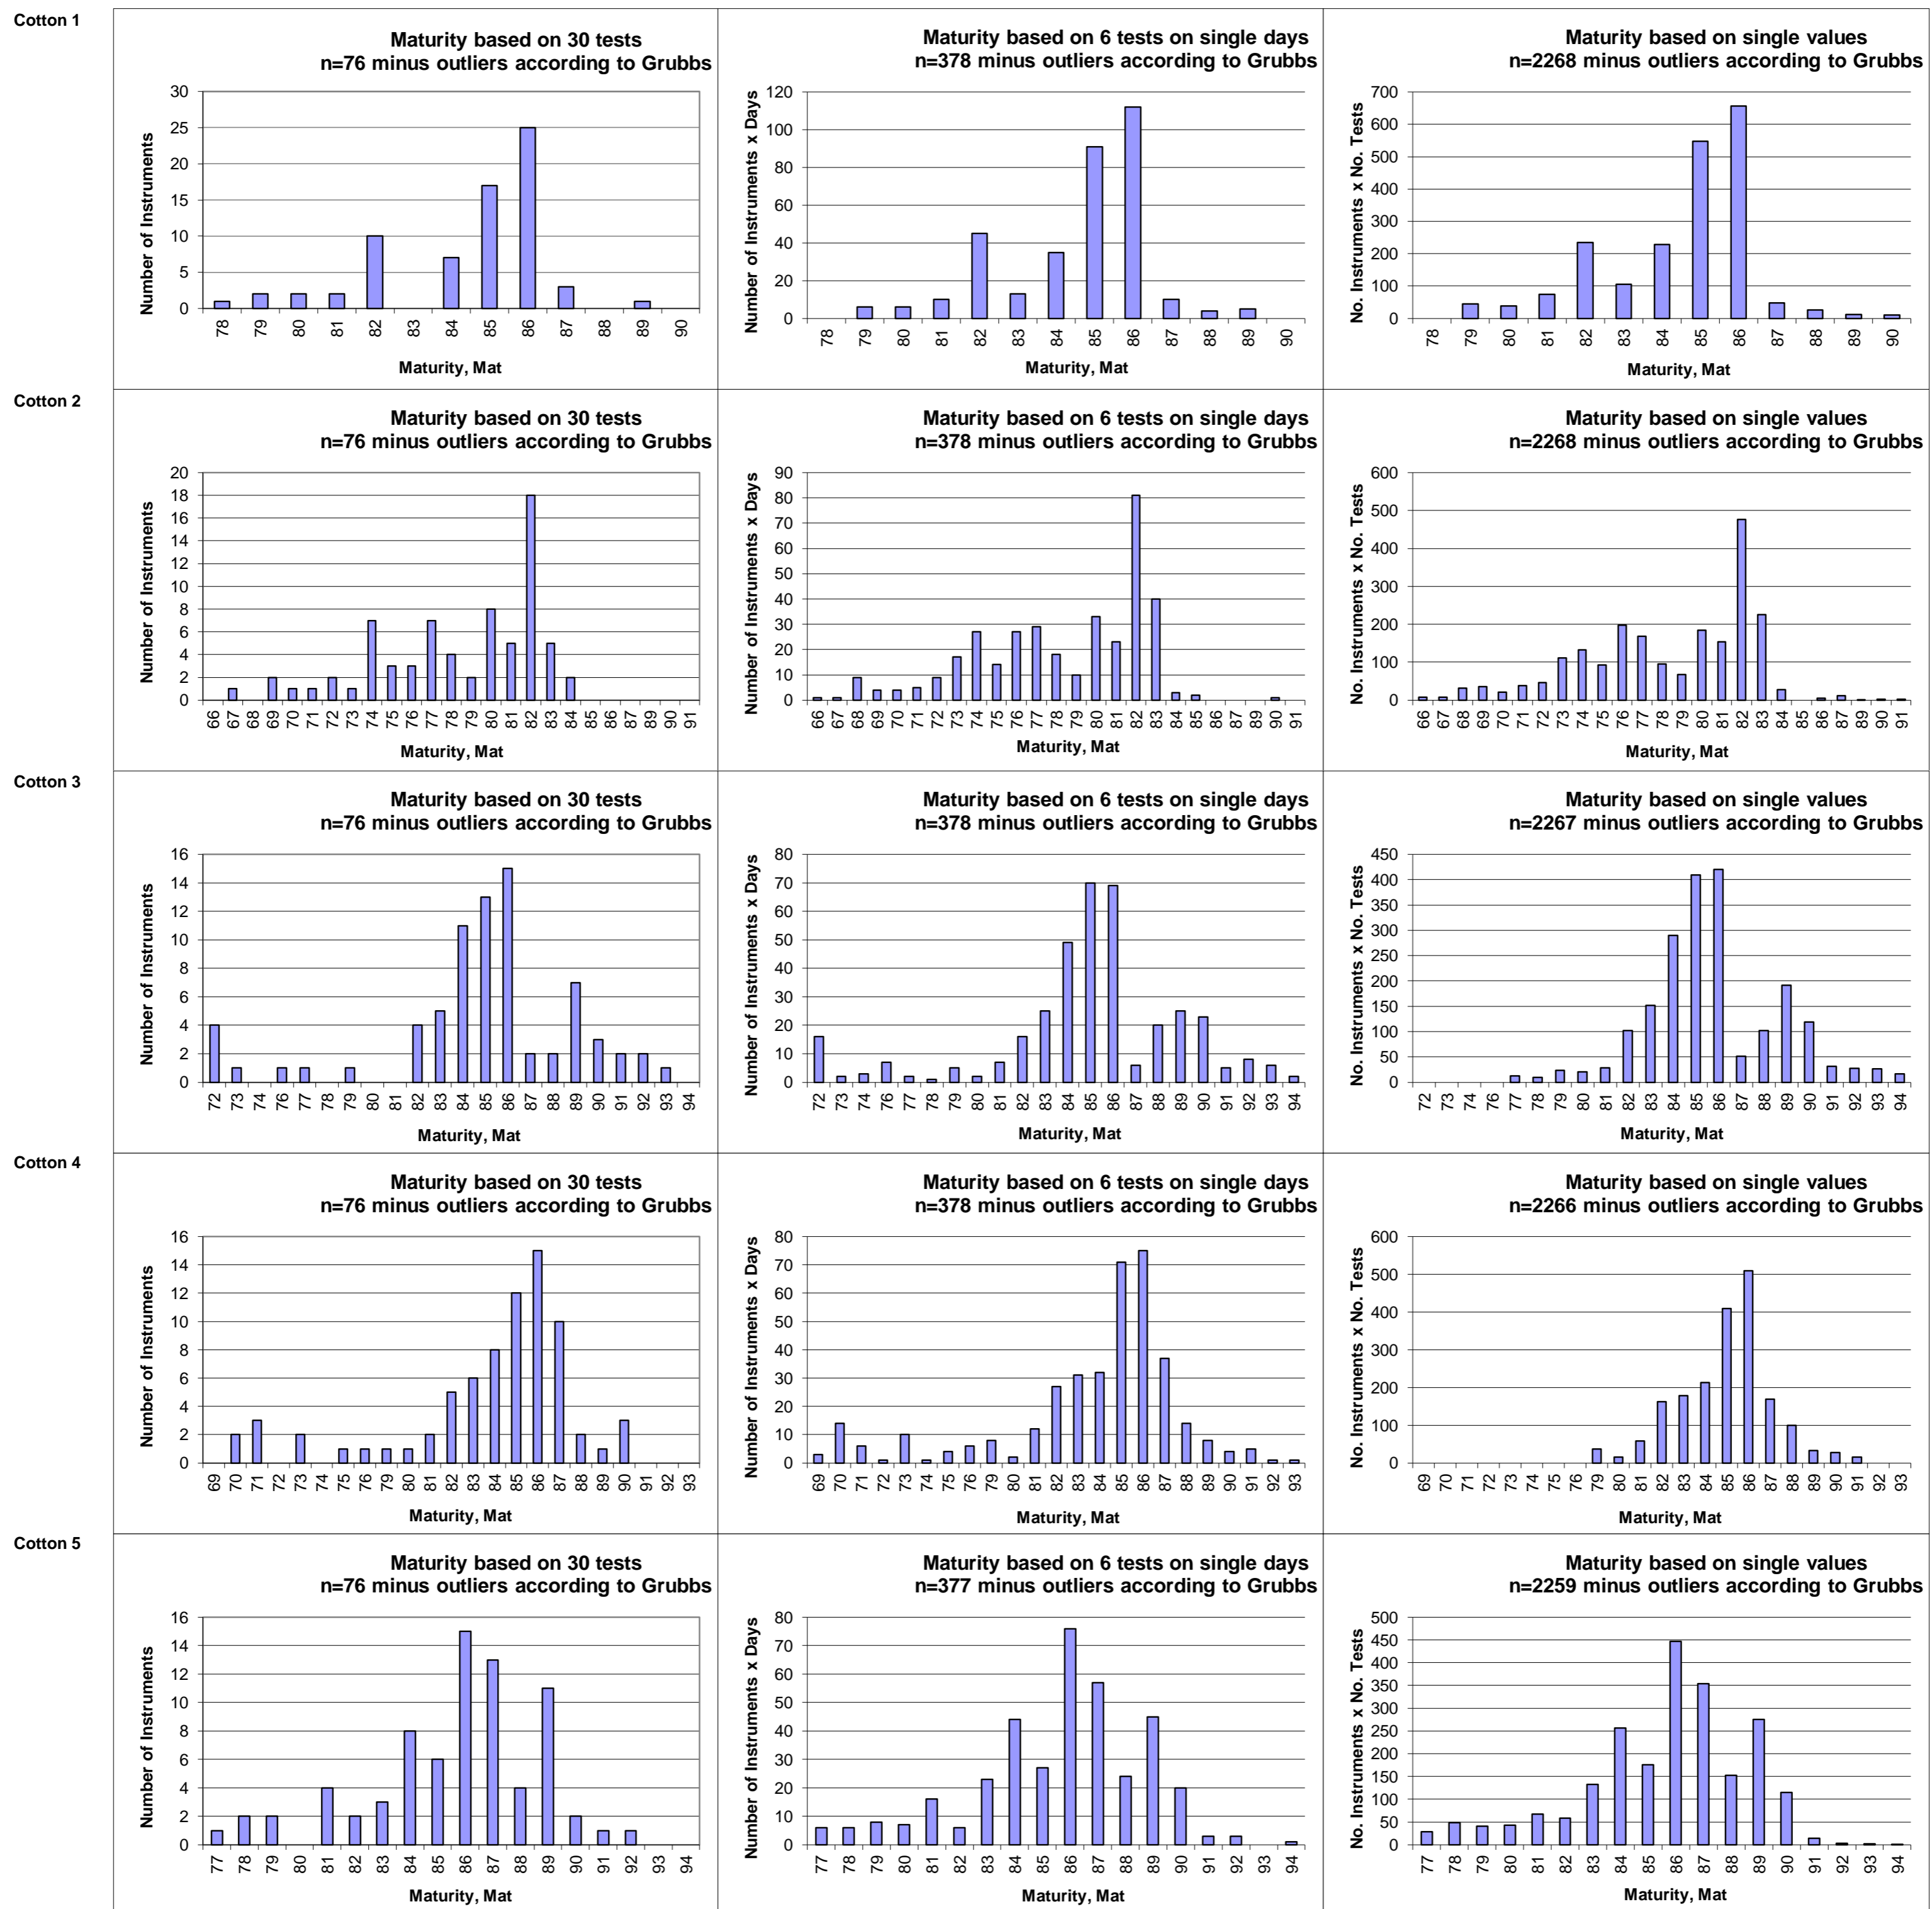 Cotton 1
Maturity based on 30 tests
n=76 minus outliers according to Grubbs
Number of Instruments
30
25
20
15
10
5
0
78 79 80 81 82 83 84 85 86 87 88 89 90
Maturity, Mat
Maturity based on 6 tests on single days
n=378 minus outliers according to Grubbs
Number of Instruments x Days
120
100
80
60
40
20
0
78 79 80 81 82 83 84 85 86 87 88 89 90
Maturity, Mat
Maturity based on single values
n=2268 minus outliers according to Grubbs
No. Instruments x No. Tests
700
600
500
400
300
200
100
0
78 79 80 81 82 83 84 85 86 87 88 89 90
Maturity, Mat
Cotton 2
Maturity based on 30 tests
n=76 minus outliers according to Grubbs
Number of Instruments
20
18
16
14
12
10
8
6
4
2
0
66 67 68 69 70 71 72 73 74 75 76 77 78 79 80 81 82 83 84 85 86 87 89 90 91
Maturity, Mat
Maturity based on 6 tests on single days
n=378 minus outliers according to Grubbs
Number of Instruments x Days
90
80
70
60
50
40
30
20
10
0
66 67 68 69 70 71 72 73 74 75 76 77 78 79 80 81 82 83 84 85 86 87 89 90 91
Maturity, Mat
Maturity based on single values
n=2268 minus outliers according to Grubbs
No. Instruments x No. Tests
600
500
400
300
200
100
0
66 67 68 69 70 71 72 73 74 75 76 77 78 79 80 81 82 83 84 85 86 87 89 90 91
Maturity, Mat
Cotton 3
Maturity based on 30 tests
n=76 minus outliers according to Grubbs
Number of Instruments
16
14
12
10
8
6
4
2
0
72 73 74 76 77 78 79 80 81 82 83 84 85 86 87 88 89 90 91 92 93 94
Maturity, Mat
Maturity based on 6 tests on single days
n=378 minus outliers according to Grubbs
Number of Instruments x Days
80
70
60
50
40
30
20
10
0
72 73 74 76 77 78 79 80 81 82 83 84 85 86 87 88 89 90 91 92 93 94
Maturity, Mat
Maturity based on single values
n=2267 minus outliers according to Grubbs
No. Instruments x No. Tests
450
400
350
300
250
200
150
100
50
0
72 73 74 76 77 78 79 80 81 82 83 84 85 86 87 88 89 90 91 92 93 94
Maturity, Mat
Cotton 4
Maturity based on 30 tests
n=76 minus outliers according to Grubbs
Number of Instruments
16
14
12
10
8
6
4
2
0
69 70 71 72 73 74 75 76 79 80 81 82 83 84 85 86 87 88 89 90 91 92 93
Maturity, Mat
Maturity based on 6 tests on single days
n=378 minus outliers according to Grubbs
Number of Instruments x Days
80
70
60
50
40
30
20
10
0
69 70 71 72 73 74 75 76 79 80 81 82 83 84 85 86 87 88 89 90 91 92 93
Maturity, Mat
Maturity based on single values
n=2266 minus outliers according to Grubbs
No. Instruments x No. Tests
600
500
400
300
200
100
0
69 70 71 72 73 74 75 76 79 80 81 82 83 84 85 86 87 88 89 90 91 92 93
Maturity, Mat
Cotton 5
Maturity based on 30 tests
n=76 minus outliers according to Grubbs
Number of Instruments
16
14
12
10
8
6
4
2
0
77 78 79 80 81 82 83 84 85 86 87 88 89 90 91 92 93 94
Maturity, Mat
Maturity based on 6 tests on single days
n=377 minus outliers according to Grubbs
Number of Instruments x Days
80
70
60
50
40
30
20
10
0
77 78 79 80 81 82 83 84 85 86 87 88 89 90 91 92 93 94
Maturity, Mat
Maturity based on single values
n=2259 minus outliers according to Grubbs
No. Instruments x No. Tests
500
450
400
350
300
250
200
150
100
50
0
77 78 79 80 81 82 83 84 85 86 87 88 89 90 91 92 93 94
Maturity, Mat